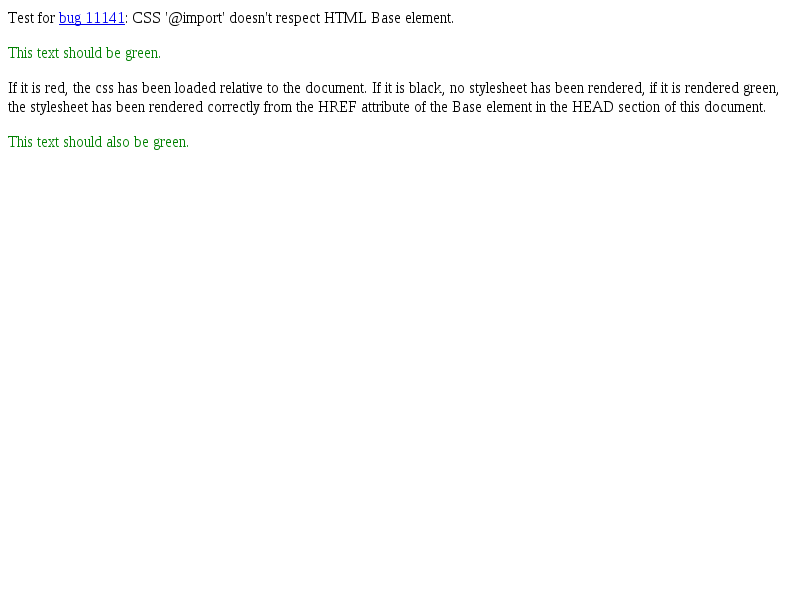 Test for bug 11141: CSS '@import' doesn't respect HTML Base element.
This text should be green.
If it is red, the css has been loaded relative to the document. If it is black, no stylesheet has been rendered, if it is rendered green,
the stylesheet has been rendered correctly from the HREF attribute of the Base element in the HEAD section of this document.
This text should also be green.